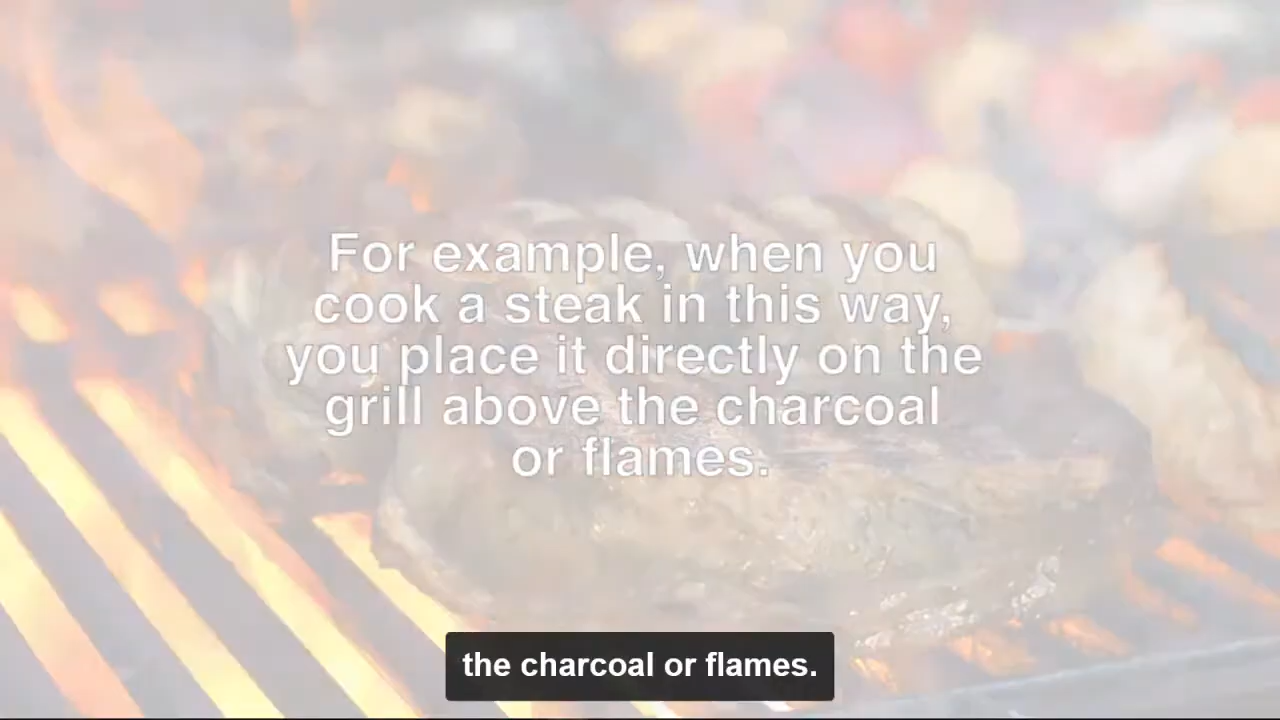 For example, when you
cook a steak in this way,
you place it directly on the
grill above the charcoal
or flames.
the charcoal or flames.